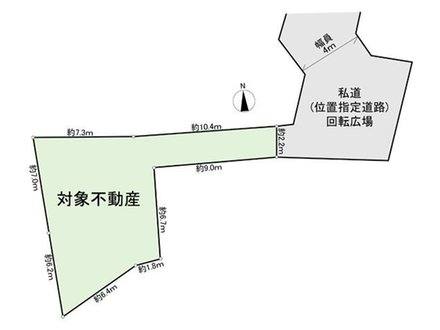 幅員
4m
私道
(位置指定道路)
回転広場
N
約7.3m
約10.4m
約2.2m
約9.0m
約7.0m
対象不動産
約6.7m
約6.2m
約1.8m
約6.4m